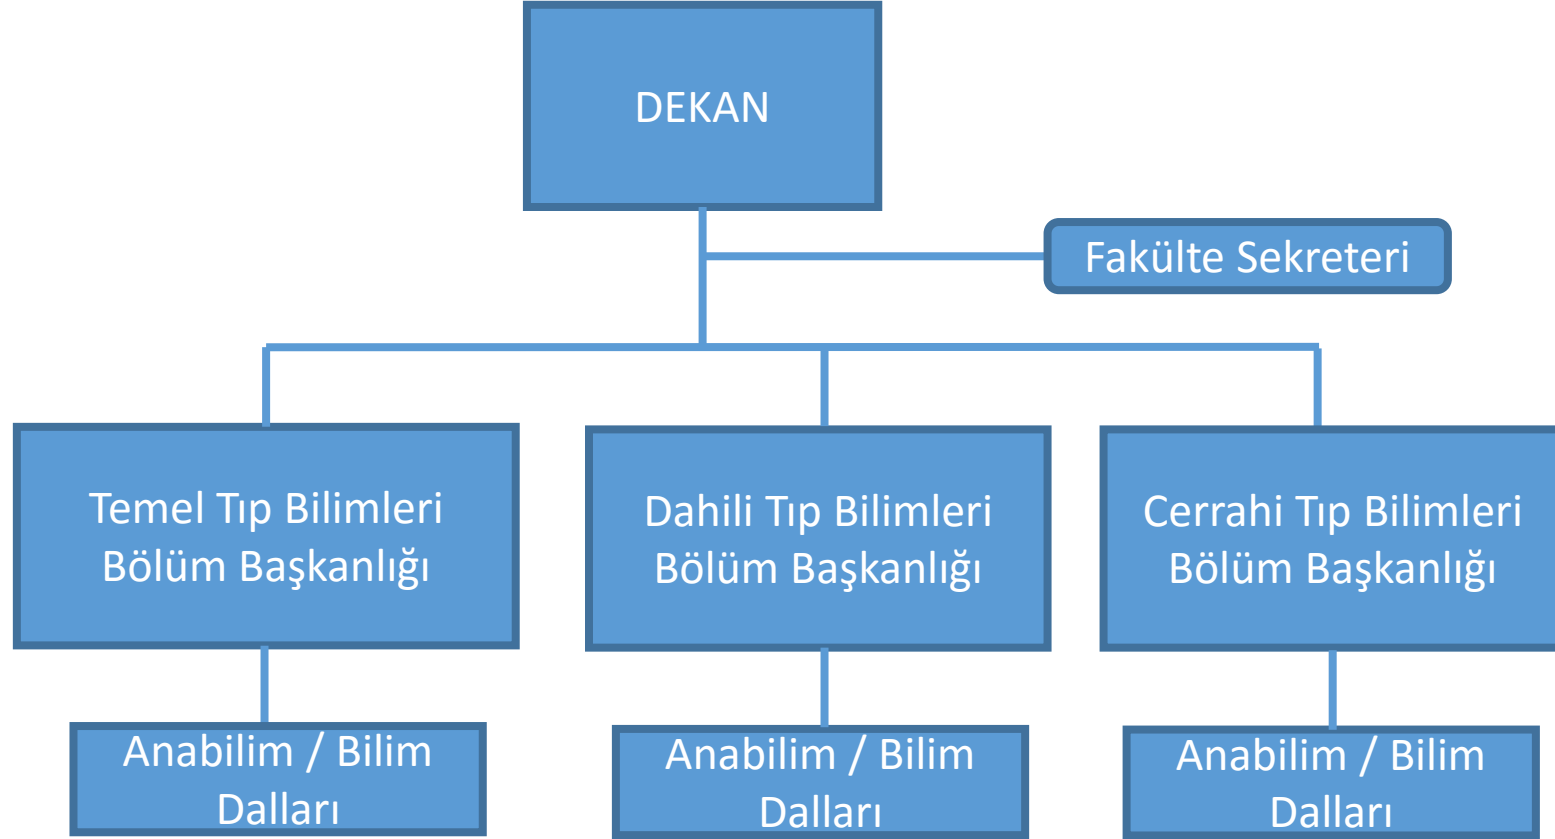 DEKAN
Fakülte Sekreteri
Temel Tıp Bilimleri
Bölüm Başkanlığı
Dahili Tıp Bilimleri
Bölüm Başkanlığı
Cerrahi Tıp Bilimleri
Bölüm Başkanlığı
Anabilim / Bilim
Dalları
Anabilim / Bilim
Dalları
Anabilim / Bilim
Dalları